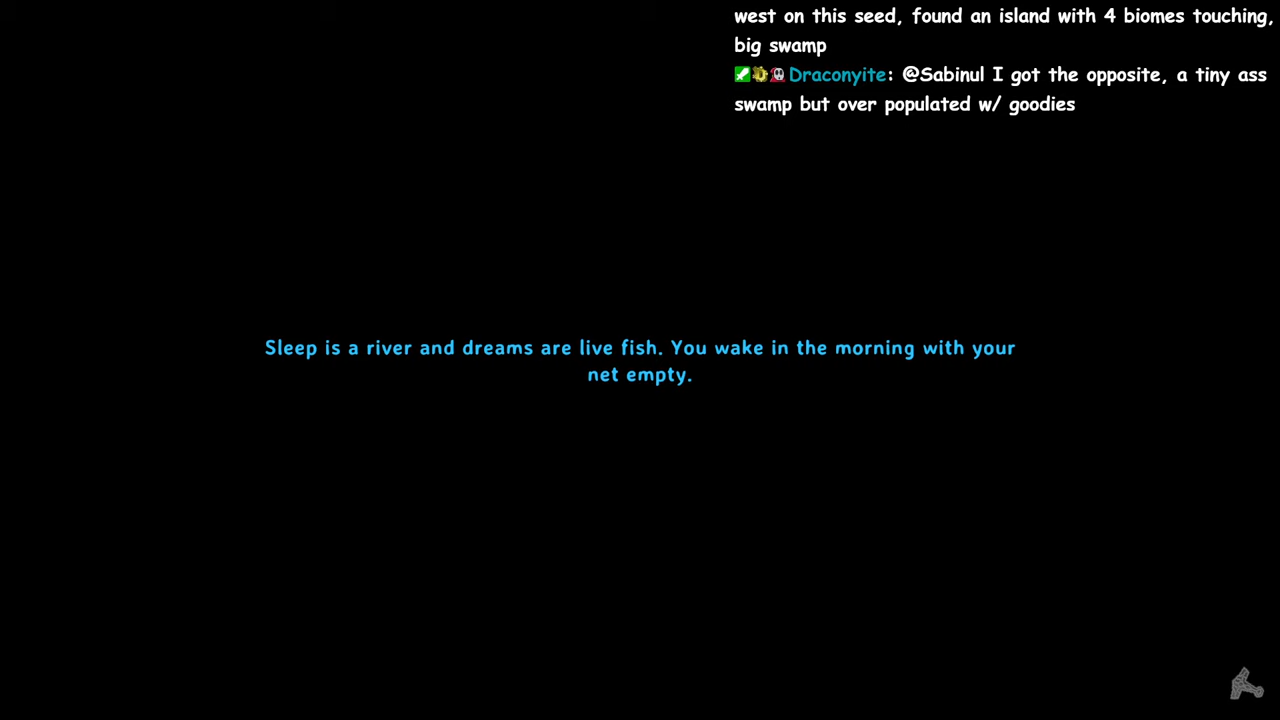 west on this seed, found an island with 4 biomes touching,
big swamp
Draconyite: @Sabinul I got the opposite, a tiny ass
swamp but over populated w/ goodies
Sleep is a river and dreams are live fish. You wake in the morning with your
net empty.